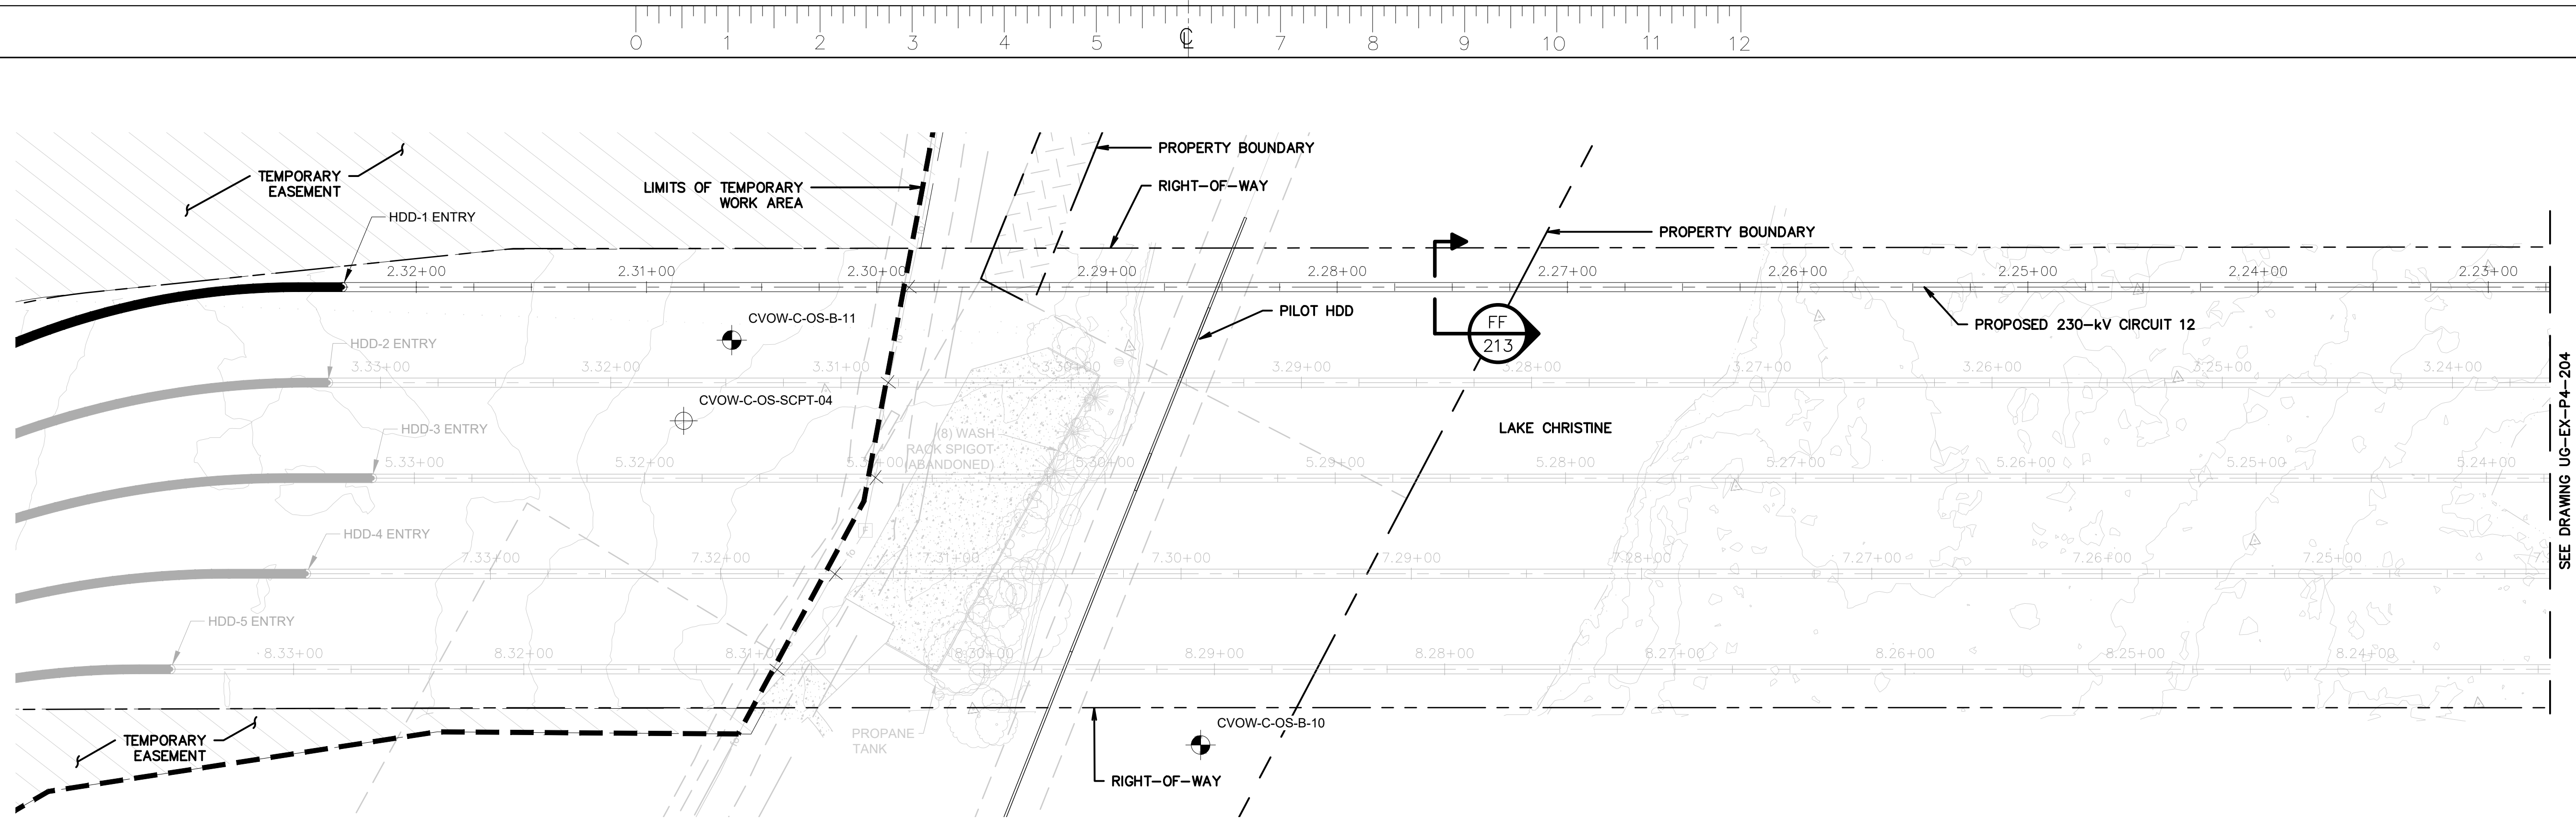 0 1 2 3 4 5 ℄ 7 8 9 10 11 12
PROPERTY BOUNDARY
TEMPORARY
EASEMENT
LIMITS OF TEMPORARY
WORK AREA
RIGHT-OF-WAY
HDD-1 ENTRY
PROPERTY BOUNDARY
2.32+00 2.31+00 2.30+00 2.29+00 2.28+00 2.27+00 2.26+00 2.25+00 2.24+00 2.23+00
CVOW-C-OS-B-11
PILOT HDD
FF
213
PROPOSED 230-kV CIRCUIT 12
HDD-2 ENTRY
3.33+00 3.32+00 3.31+00 3.30+00 3.29+00 3.28+00 3.27+00 3.26+00 3.25+00 3.24+00
CVOW-C-OS-SCPT-04
HDD-3 ENTRY
LAKE CHRISTINE
(8) WASH
RACK SPIGOT
(ABANDONED)
5.33+00 5.32+00 5.31+00 5.30+00 5.29+00 5.28+00 5.27+00 5.26+00 5.25+00 5.24+00
SEE DRAWING UG-EX-P4-204
HDD-4 ENTRY
F
7.33+00 7.32+00 7.31+00 7.30+00 7.29+00 7.28+00 7.27+00 7.26+00 7.25+00
HDD-5 ENTRY
8.33+00 8.32+00 8.31+00 8.30+00 8.29+00 8.28+00 8.27+00 8.26+00 8.25+00 8.24+00
CVOW-C-OS-B-10
TEMPORARY
EASEMENT
PROPANE
TANK
RIGHT-OF-WAY